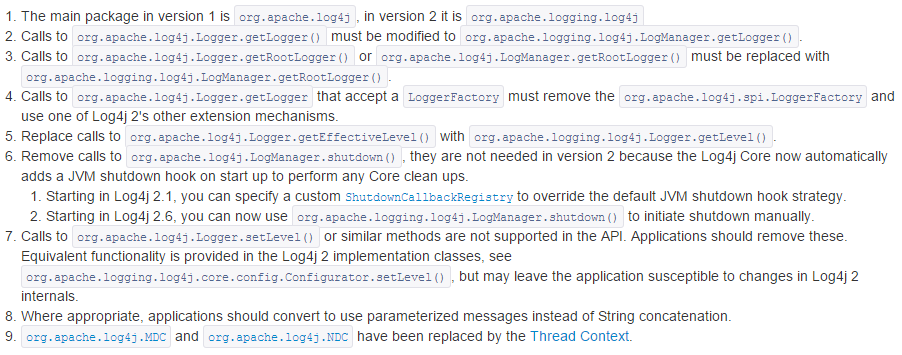 1. The main package in version 1 is org.apache.log4j, in version 2 it is org.apache.logging.log4j
2. Calls to org.apache.log4j.Logger.getLogger() must be modified to org.apache.logging.log4j.LogManager.getLogger().
3. Calls to org.apache.log4j.Logger.getRootLogger() or org.apache.log4j.LogManager.getRootLogger() must be replaced with
org.apache.logging.log4j.LogManager.getRootLogger().
4. Calls to org.apache.log4j.Logger.getLogger that accept a LoggerFactory must remove the org.apache.log4j.spi.LoggerFactory and
use one of Log4j 2's other extension mechanisms.
5. Replace calls to org.apache.log4j.Logger.getEffectiveLevel() with org.apache.logging.log4j.Logger.getLevel().
6. Remove calls to org.apache.log4j.LogManager.shutdown(), they are not needed in version 2 because the Log4j Core now automatically
adds a JVM shutdown hook on start up to perform any Core clean ups.
1. Starting in Log4j 2.1, you can specify a custom ShutdownCallbackRegistry to override the default JVM shutdown hook strategy.
2. Starting in Log4j 2.6, you can now use org.apache.logging.log4j.LogManager.shutdown() to initiate shutdown manually.
7. Calls to org.apache.log4j.Logger.setLevel() or similar methods are not supported in the API. Applications should remove these.
Equivalent functionality is provided in the Log4j 2 implementation classes, see
org.apache.logging.log4j.core.config.Configurator.setLevel(), but may leave the application susceptible to changes in Log4j 2
internals.
8. Where appropriate, applications should convert to use parameterized messages instead of String concatenation.
9. org.apache.log4j.MDC and org.apache.log4j.NDC have been replaced by the Thread Context.